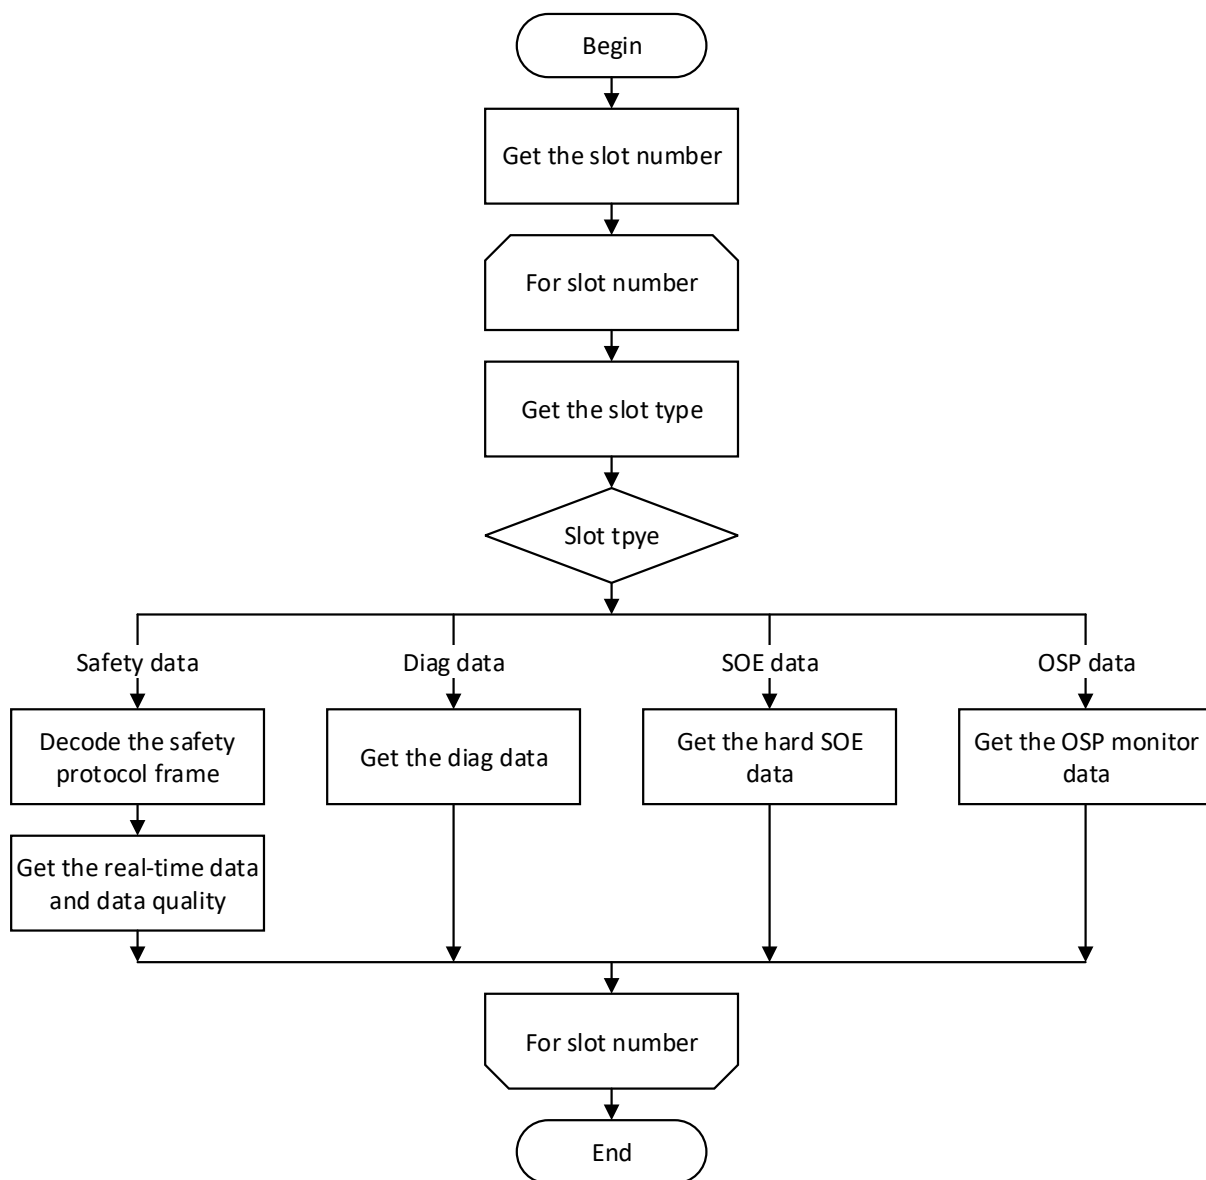 Begin
Get the slot number
For slot number
Get the slot type
Slot tpye
Safety data
Diag data
SOE data
OSP data
Decode the safety
protocol frame
Get the diag data
Get the hard SOE
data
Get the OSP monitor
data
Get the real-time data
and data quality
For slot number
End